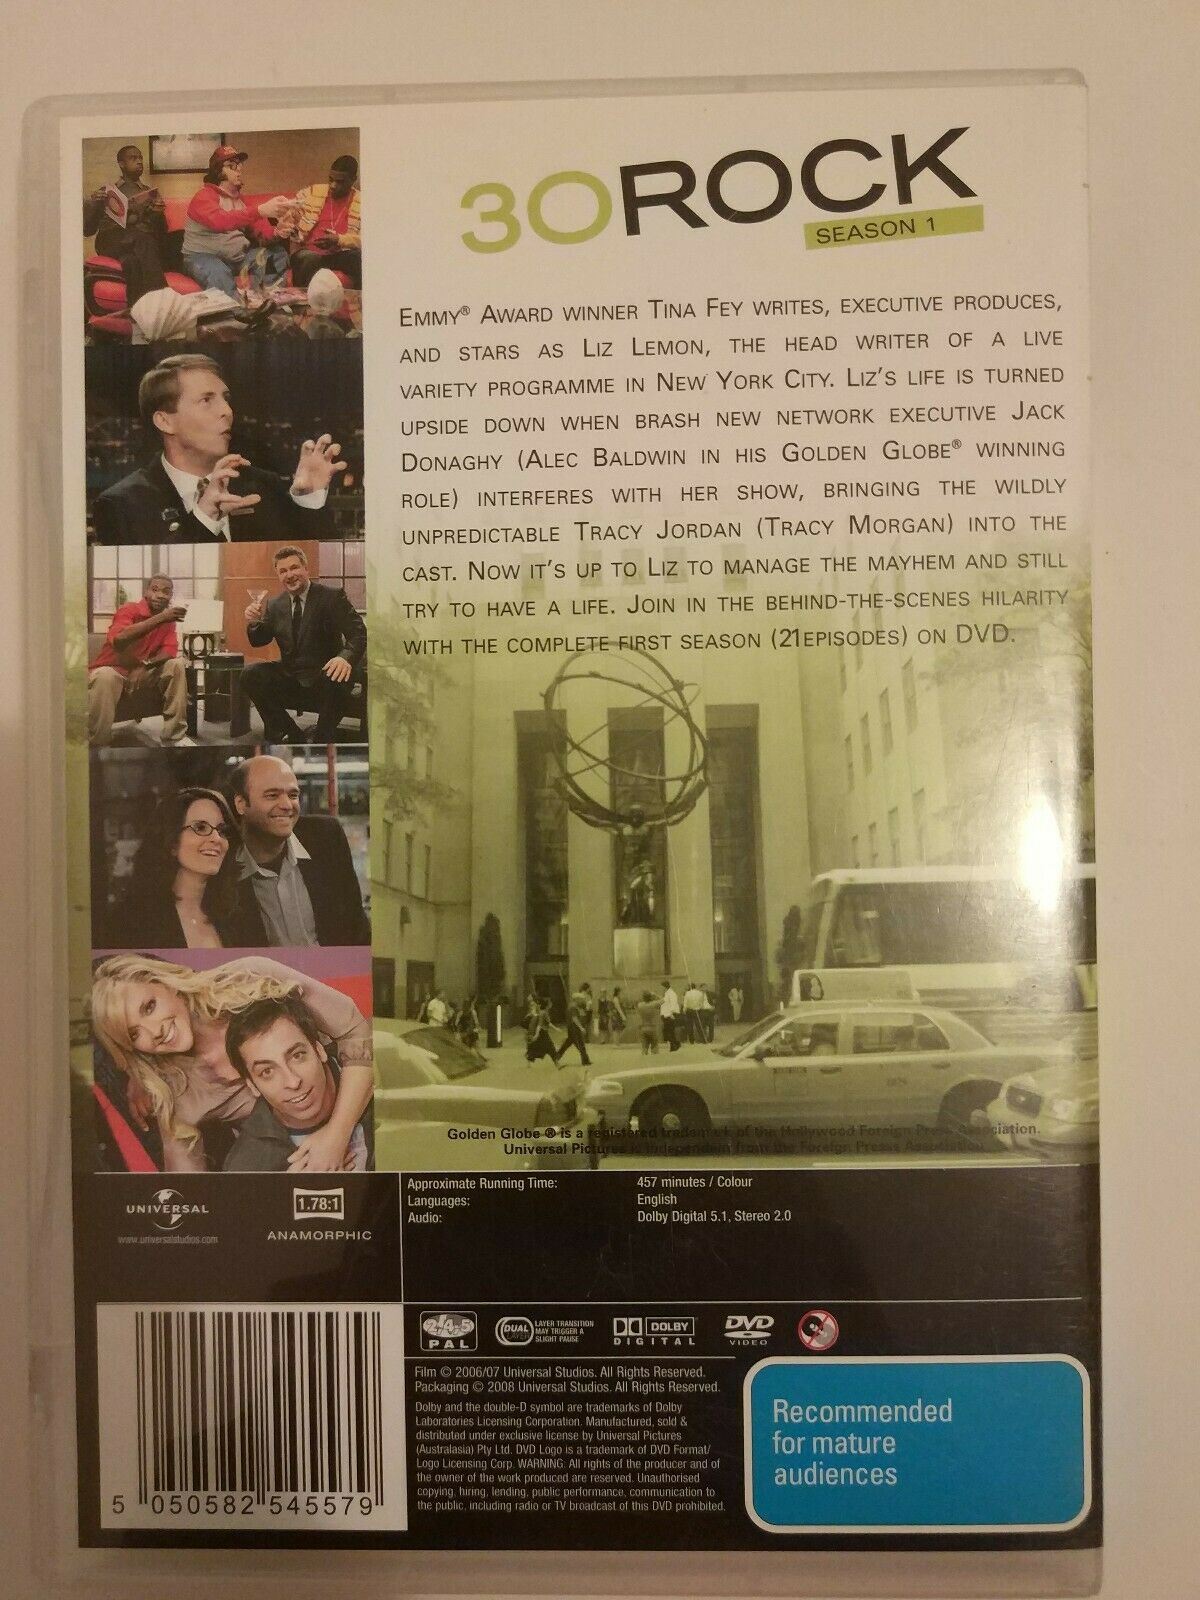 30ROCK
SEASON 1
EMMY® AWARD WINNER TINA FEY WRITES, EXECUTIVE PRODUCES,
AND STARS AS LIZ LEMON, THE HEAD WRITER OF A LIVE
VARIETY PROGRAMME IN NEW YORK CITY. LIZ'S LIFE IS TURNED
UPSIDE DOWN WHEN BRASH NEW NETWORK EXECUTIVE JACK
DONAGHY (ALEC BALDWIN IN HIS GOLDEN GLOBE® WINNING
ROLE) INTERFERES WITH HER SHOW, BRINGING THE WILDLY
UNPREDICTABLE TRACY JORDAN (TRACY MORGAN) INTO THE
CAST. NOW IT'S UP TO LIZ TO MANAGE THE MAYHEM AND STILL
TRY TO HAVE A LIFE. JOIN IN THE BEHIND-THE-SCENES HILARITY
WITH THE COMPLETE FIRST SEASON (21EPISODES) ON DVD.
Golden Globe ® is a registered trademark of the Hollywood Foreign Press Association.
Universal Pictures is independent from the Foreign Press
UNIVERSAL
www.universalstudios.com
1.78:1
ANAMORPHIC
Approximate Running Time: 457 minutes / Colour
Languages: English
Audio: Dolby Digital 5.1, Stereo 2.0
2/4/5
PAL
DUAL LAYER
LAYER TRANSITION
MAY TRIGGER A
SLIGHT PAUSE
DOLBY
DIGITAL
DVD
VIDEO
Film © 2006/07 Universal Studios. All Rights Reserved.
Packaging © 2008 Universal Studios. All Rights Reserved.
Dolby and the double-D symbol are trademarks of Dolby
Laboratories Licensing Corporation. Manufactured, sold &
distributed under exclusive license by Universal Pictures
(Australasia) Pty Ltd. DVD Logo is a trademark of DVD Format/
Logo Licensing Corp. WARNING: All rights of the producer and of
the owner of the work produced are reserved. Unauthorised
copying, hiring, lending, public performance, communication to
the public, including radio or TV broadcast of this DVD prohibited.
5 050582 545579
Recommended
for mature
audiences